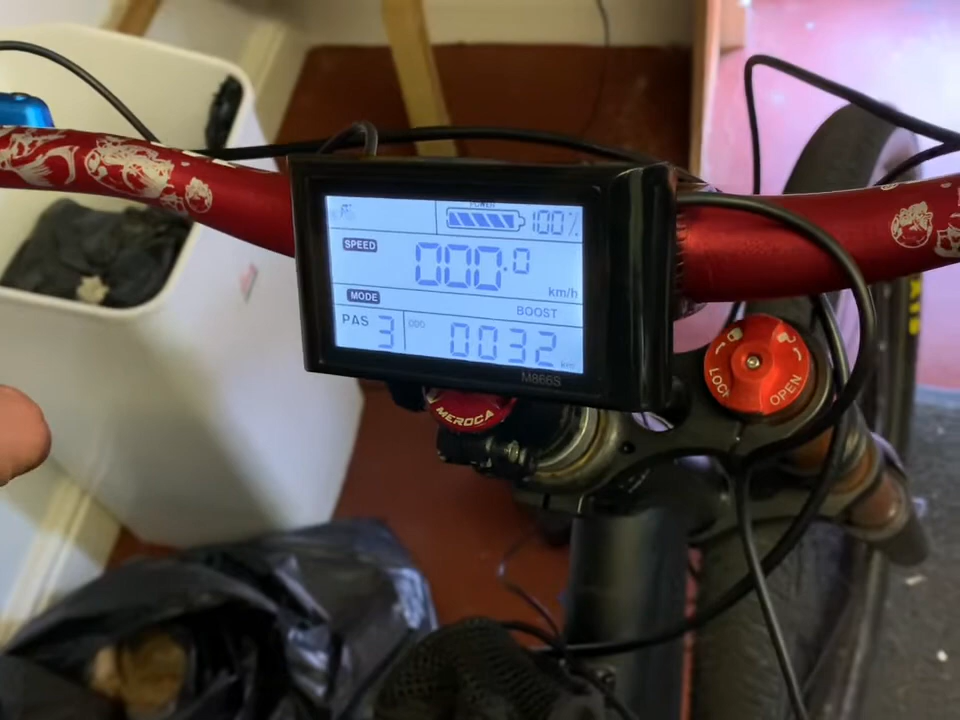 POWER
100%
SPEED
000.0
km/h
MODE
BOOST
PAS 3
ODO
0032
km
M866S
MEROCA
LOCK
OPEN